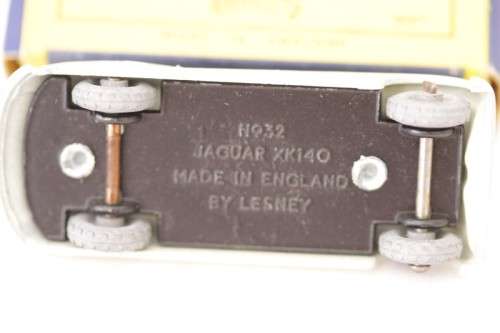 No32
JAGUAR XK140
MADE IN ENGLAND
BY LESNEY